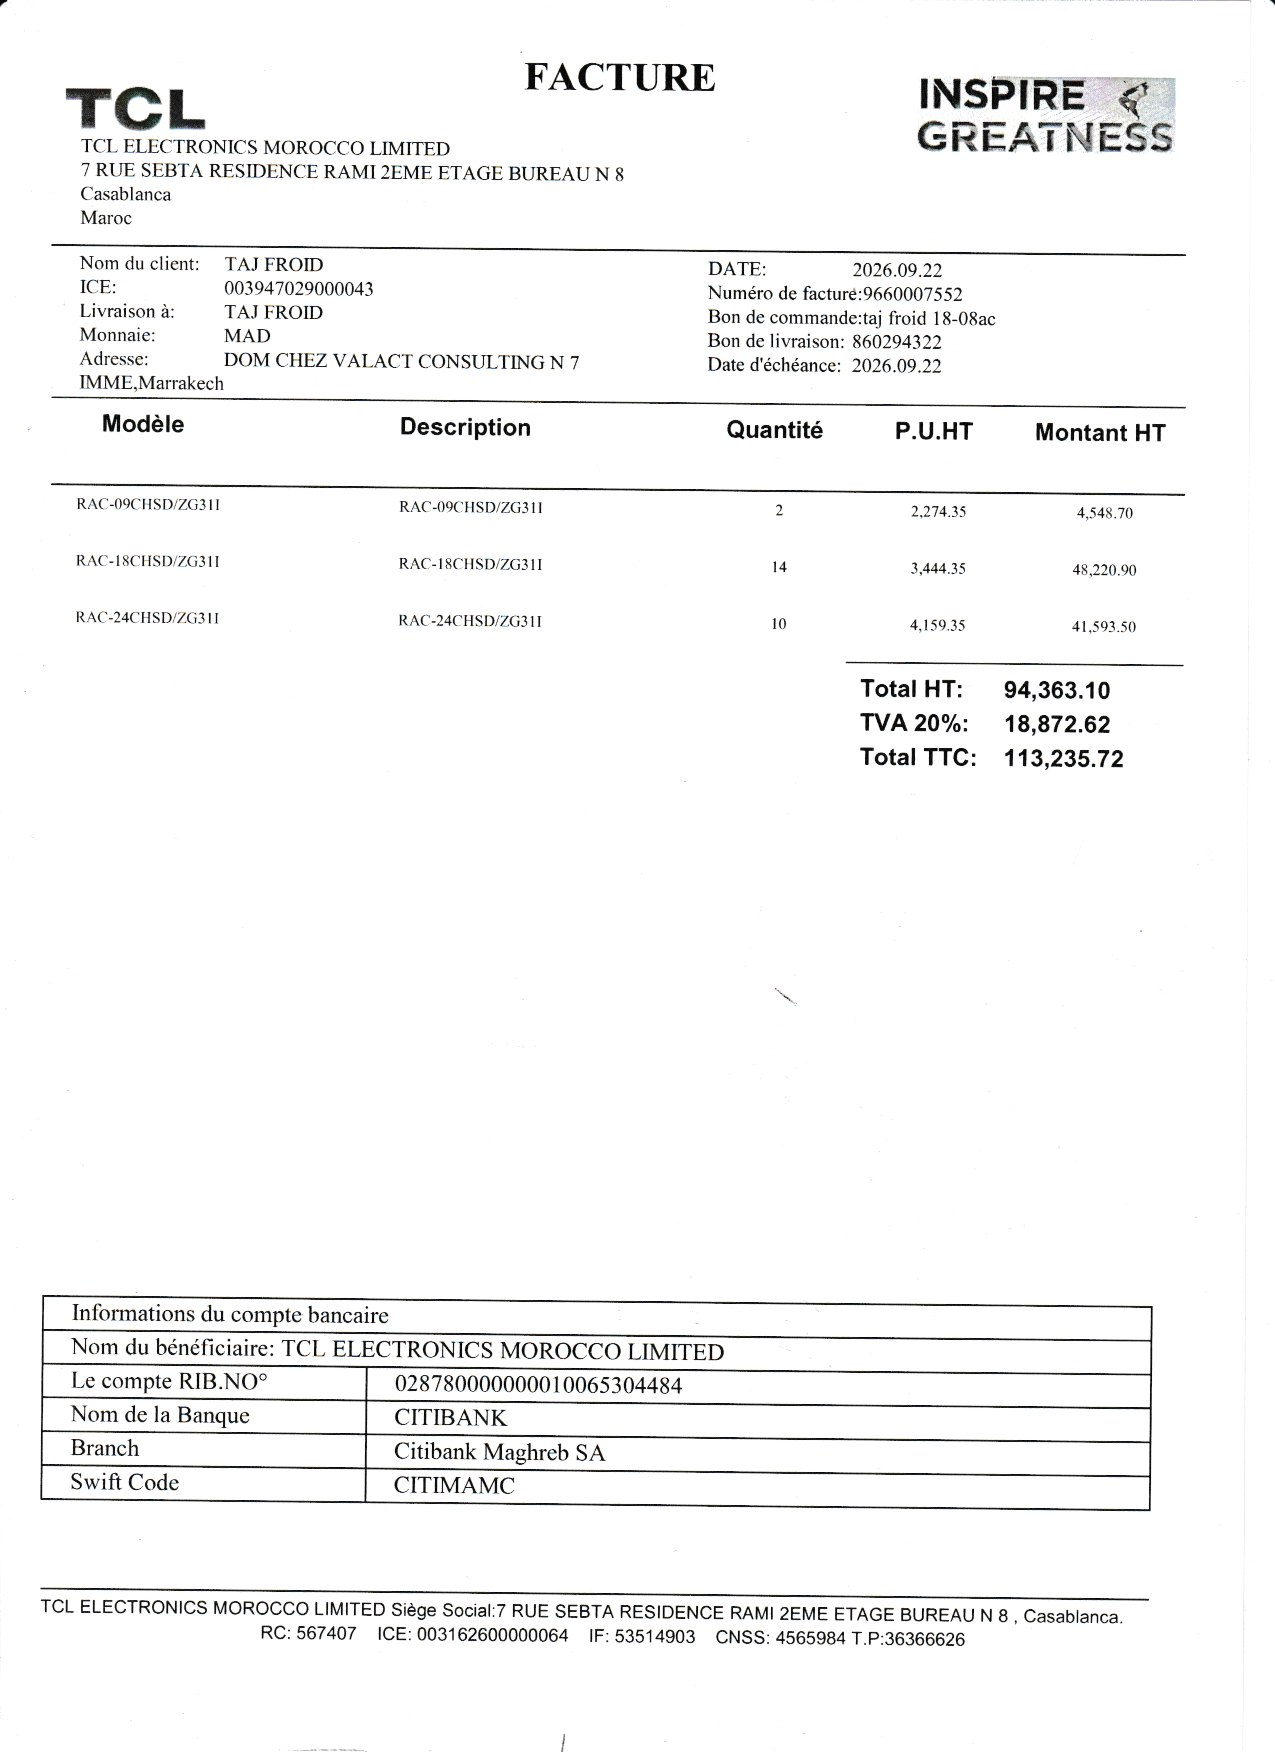 FACTURE
TCL
INSPIRE
GREATNESS
TCL ELECTRONICS MOROCCO LIMITED
7 RUE SEBTA RESIDENCE RAMI 2EME ETAGE BUREAU N 8
Casablanca
Maroc
Nom du client: TAJ FROID
ICE: 003947029000043
Livraison à: TAJ FROID
Monnaie: MAD
Adresse: DOM CHEZ VALACT CONSULTING N 7
IMME,Marrakech
DATE: 2026.09.22
Numéro de facture:9660007552
Bon de commande:taj froid 18-08ac
Bon de livraison: 860294322
Date d'échéance: 2026.09.22
Modèle Description Quantité P.U.HT Montant HT
RAC-09CHSD/ZG31I RAC-09CHSD/ZG31I 2 2,274.35 4,548.70
RAC-18CHSD/ZG31I RAC-18CHSD/ZG31I 14 3,444.35 48,220.90
RAC-24CHSD/ZG31I RAC-24CHSD/ZG31I 10 4,159.35 41,593.50
Total HT: 94,363.10
TVA 20%: 18,872.62
Total TTC: 113,235.72
Informations du compte bancaire
Nom du bénéficiaire: TCL ELECTRONICS MOROCCO LIMITED
Le compte RIB.NO° 028780000000010065304484
Nom de la Banque CITIBANK
Branch Citibank Maghreb SA
Swift Code CITIMAMC
TCL ELECTRONICS MOROCCO LIMITED Siège Social:7 RUE SEBTA RESIDENCE RAMI 2EME ETAGE BUREAU N 8 , Casablanca.
RC: 567407 ICE: 003162600000064 IF: 53514903 CNSS: 4565984 T.P:36366626